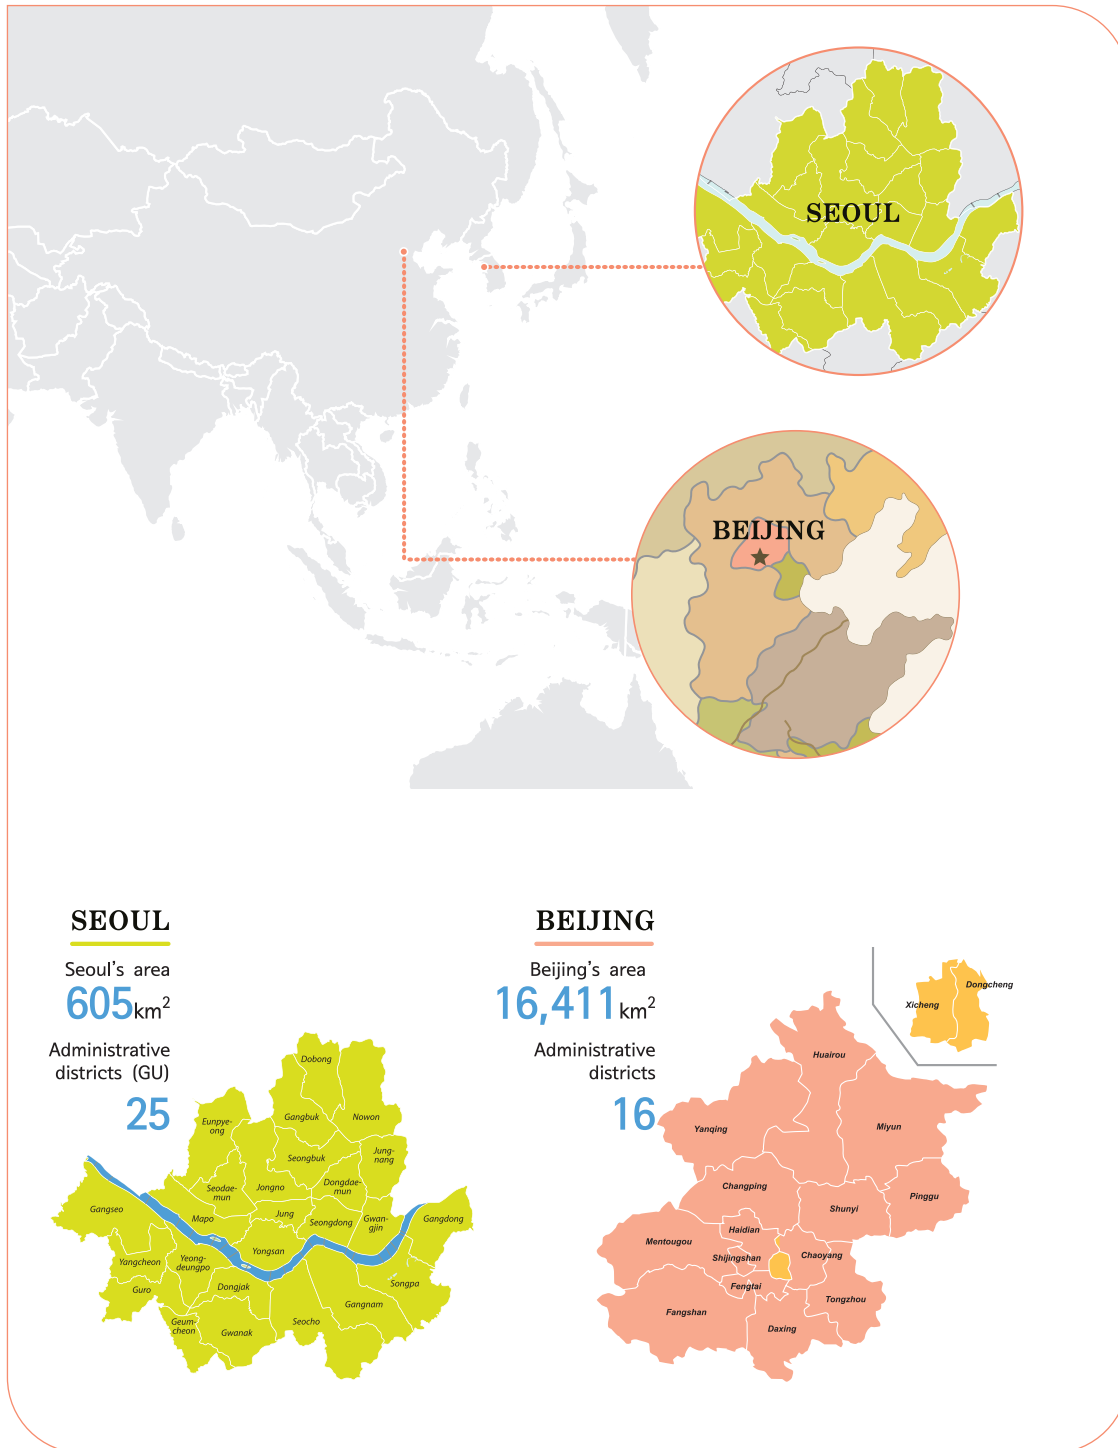 SEOUL
BEIJING
SEOUL
Seoul's area
605km²
Administrative
districts (GU)
25
Dobong
Gangbuk
Nowon
Eunpye-
ong
Seongbuk
Jung-
nang
Seodae-
mun
Jongno
Dongdae-
mun
Gangseo
Mapo
Jung
Seongdong
Gwang-
jin
Gangdong
Yangcheon
Yeong-
deungpo
Yongsan
Songpa
Guro
Dongjak
Gangnam
Geum-
cheon
Gwanak
Seocho
BEIJING
Beijing's area
16,411km²
Administrative
districts
16
Xicheng
Dongcheng
Huairou
Yanqing
Miyun
Changping
Pinggu
Shunyi
Haidian
Mentougou
Shijingshan
Chaoyang
Fengtai
Tongzhou
Fangshan
Daxing